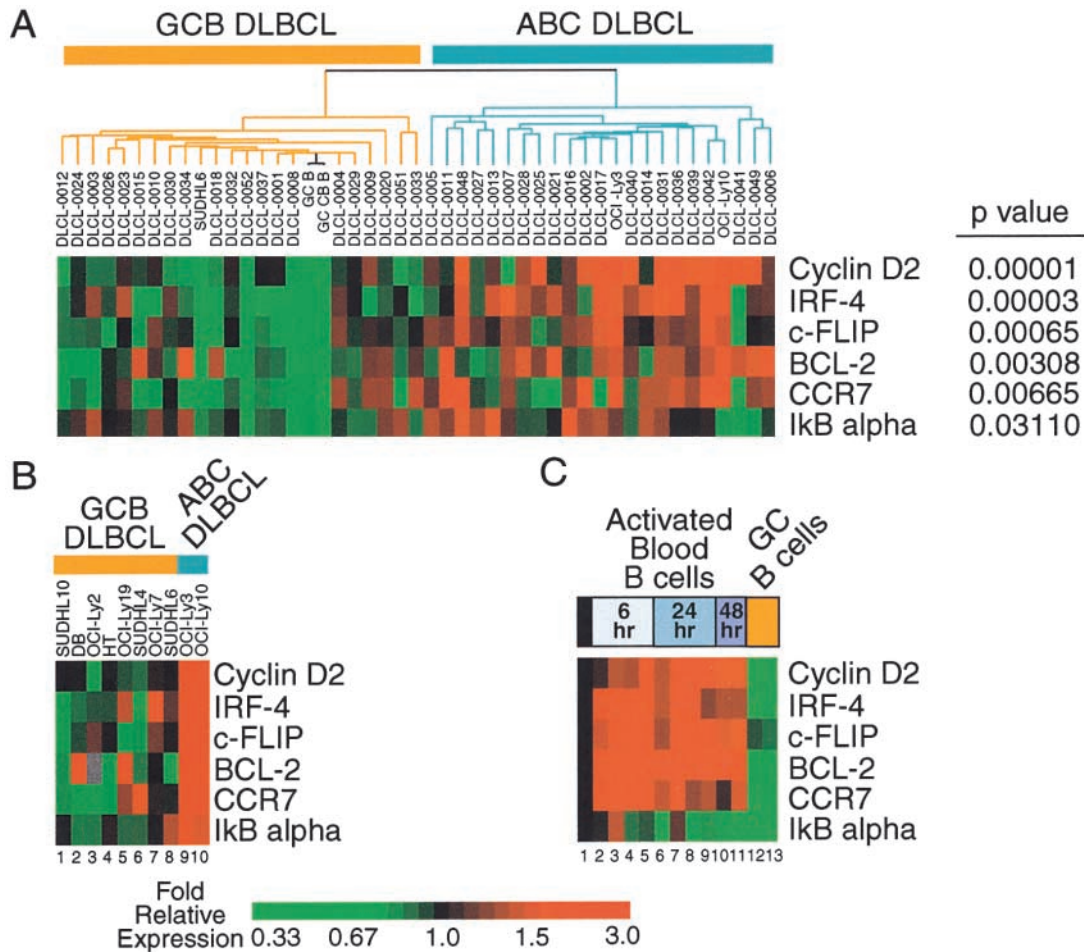 A
GCB DLBCL
ABC DLBCL
DLCL-0012
DLCL-0024
DLCL-0003
DLCL-0026
DLCL-0023
DLCL-0015
DLCL-0010
DLCL-0030
DLCL-0034
SUDHL6
DLCL-0018
DLCL-0032
DLCL-0052
DLCL-0037
DLCL-0001
DLCL-0008
GC B
GC CB B
DLCL-0004
DLCL-0029
DLCL-0009
DLCL-0020
DLCL-0051
DLCL-0033
DLCL-0005
DLCL-0011
DLCL-0048
DLCL-0027
DLCL-0013
DLCL-0007
DLCL-0028
DLCL-0025
DLCL-0021
DLCL-0016
DLCL-0002
DLCL-0017
OCI -Ly3
DLCL-0040
DLCL-0014
DLCL-0031
DLCL-0036
DLCL-0039
DLCL-0042
OCI -Ly10
DLCL-0041
DLCL-0049
DLCL-0006
p value
Cyclin D2 0.00001
IRF-4 0.00003
c-FLIP 0.00065
BCL-2 0.00308
CCR7 0.00665
IkB alpha 0.03110
B
GCB
DLBCL
ABC
DLBCL
SUDHL10
DB
OCI-Ly2
HT
OCI-Ly19
SUDHL4
OCI-Ly7
SUDHL6
OCI-Ly3
OCI-Ly10
Cyclin D2
IRF-4
c-FLIP
BCL-2
CCR7
IkB alpha
1 2 3 4 5 6 7 8 9 10
C
Activated
Blood
B cells
GC
B cells
6
hr
24
hr
48
hr
Cyclin D2
IRF-4
c-FLIP
BCL-2
CCR7
IkB alpha
1 2 3 4 5 6 7 8 9 10 11 12 13
Fold
Relative
Expression
0.33 0.67 1.0 1.5 3.0